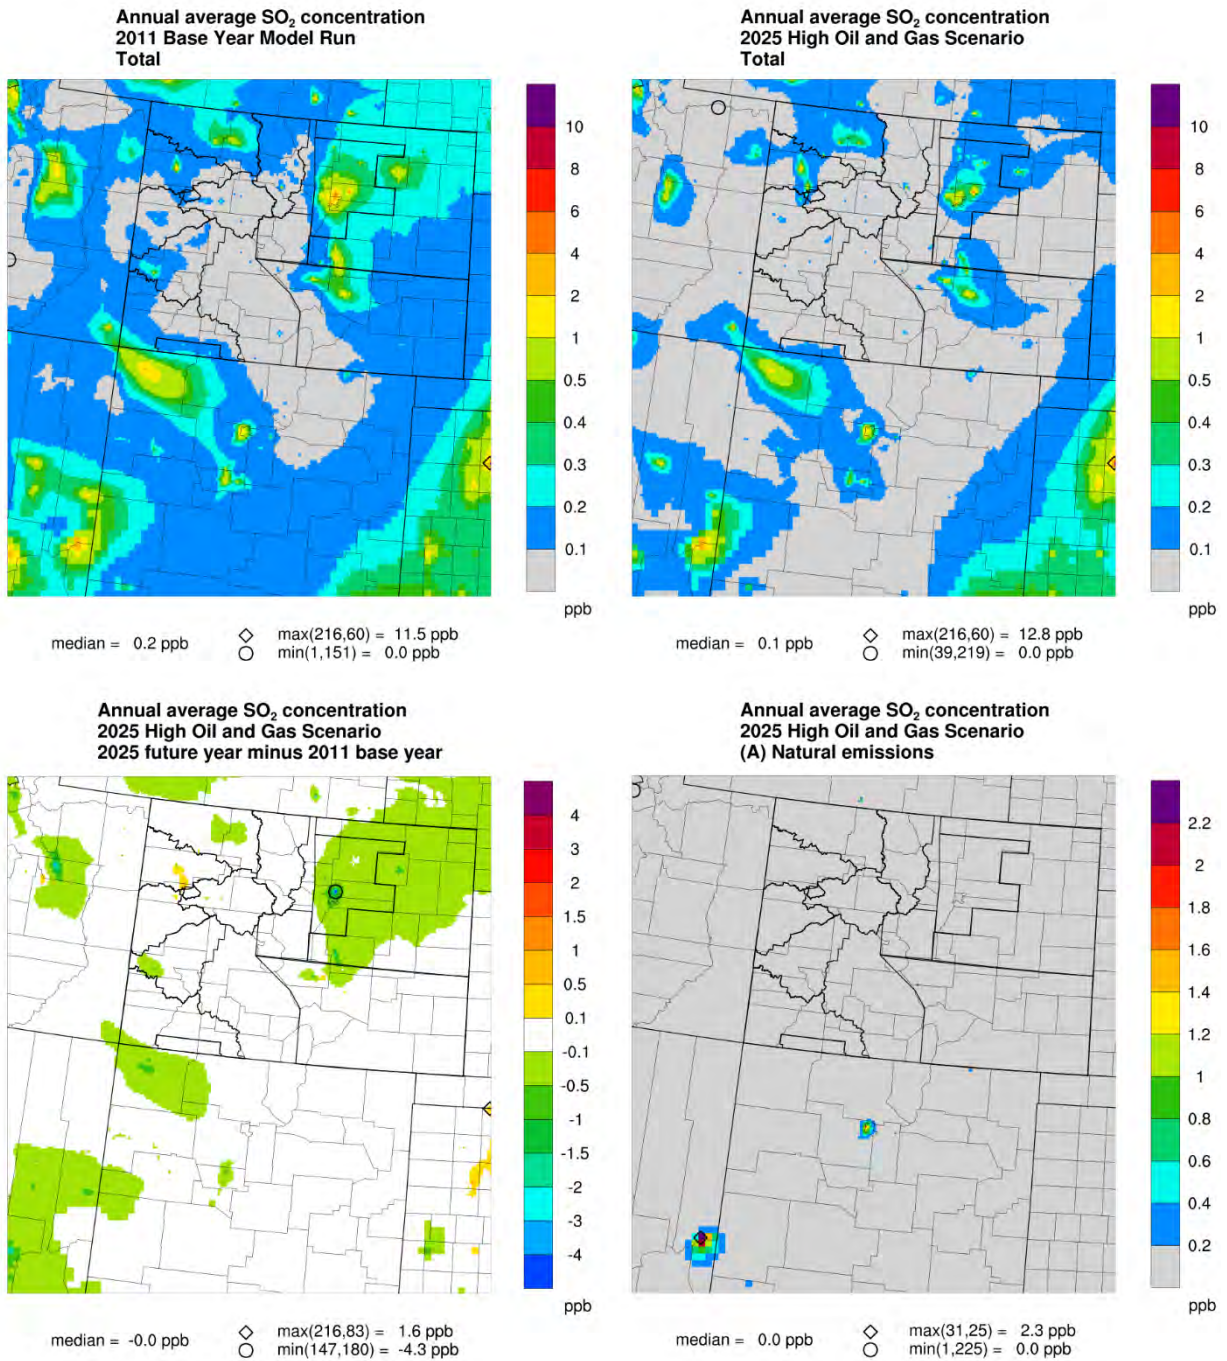 Annual average SO₂ concentration
2011 Base Year Model Run
Total
10
8
6
4
2
1
0.5
0.4
0.3
0.2
0.1
ppb
median = 0.2 ppb
max(216,60) = 11.5 ppb
min(1,151) = 0.0 ppb
Annual average SO₂ concentration
2025 High Oil and Gas Scenario
Total
10
8
6
4
2
1
0.5
0.4
0.3
0.2
0.1
ppb
median = 0.1 ppb
max(216,60) = 12.8 ppb
min(39,219) = 0.0 ppb
Annual average SO₂ concentration
2025 High Oil and Gas Scenario
2025 future year minus 2011 base year
4
3
2
1.5
1
0.5
0.1
-0.1
-0.5
-1
-1.5
-2
-3
-4
ppb
median = -0.0 ppb
max(216,83) = 1.6 ppb
min(147,180) = -4.3 ppb
Annual average SO₂ concentration
2025 High Oil and Gas Scenario
(A) Natural emissions
2.2
2
1.8
1.6
1.4
1.2
1
0.8
0.6
0.4
0.2
ppb
median = 0.0 ppb
max(31,25) = 2.3 ppb
min(1,225) = 0.0 ppb